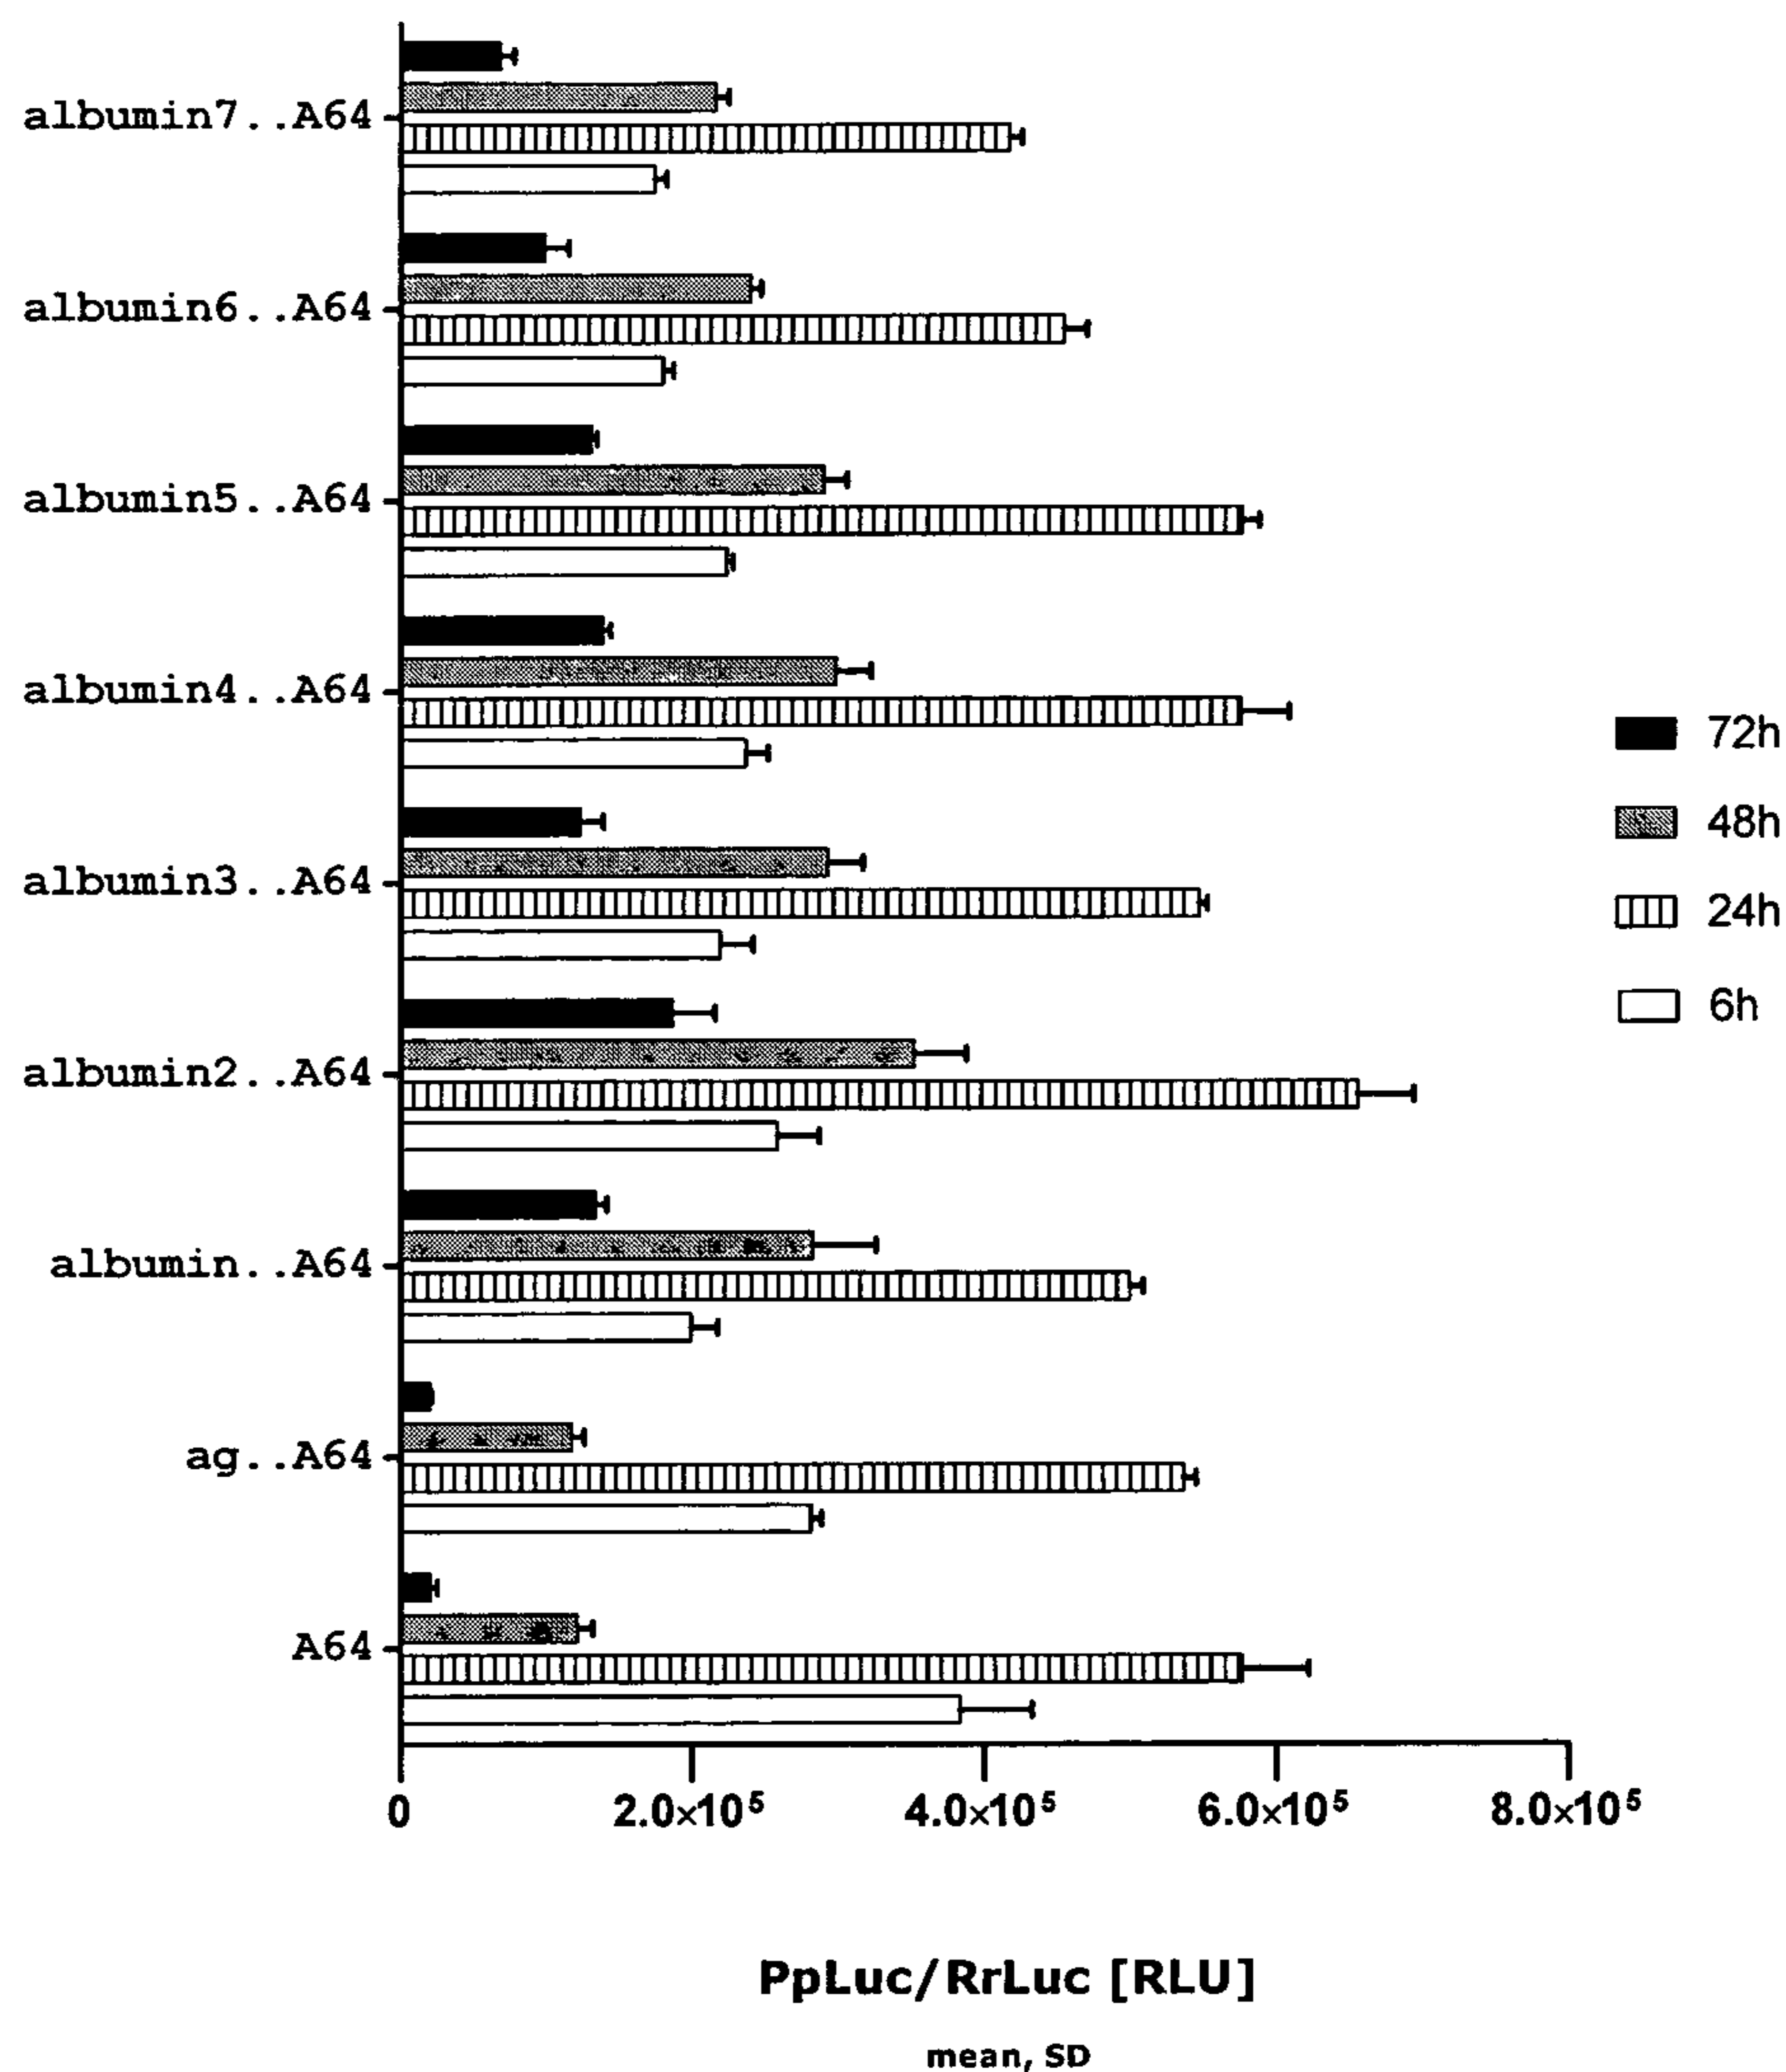 albumin7..A64
albumin6..A64
albumin5..A64
albumin4..A64
albumin3..A64
albumin2..A64
albumin..A64
ag..A64
A64
72h
48h
24h
6h
0 2.0×10⁵ 4.0×10⁵ 6.0×10⁵ 8.0×10⁵
PpLuc/RrLuc [RLU]
mean, SD